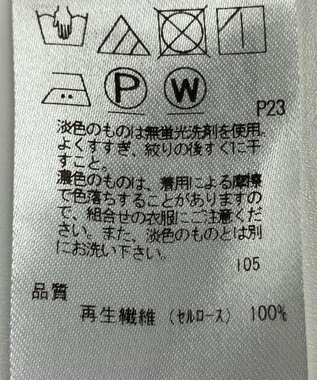 P
W
P23
淡色のものは無蛍光洗剤を使用。
よくすすぎ、絞りの後すぐに干
すこと。
濃色のものは、着用による摩擦
で色落ちすることがありますの
で、組合せの衣服にご注意くだ
さい。また、淡色のものとは別
にお洗い下さい。
105
品質
再生繊維（セルロース） 100%